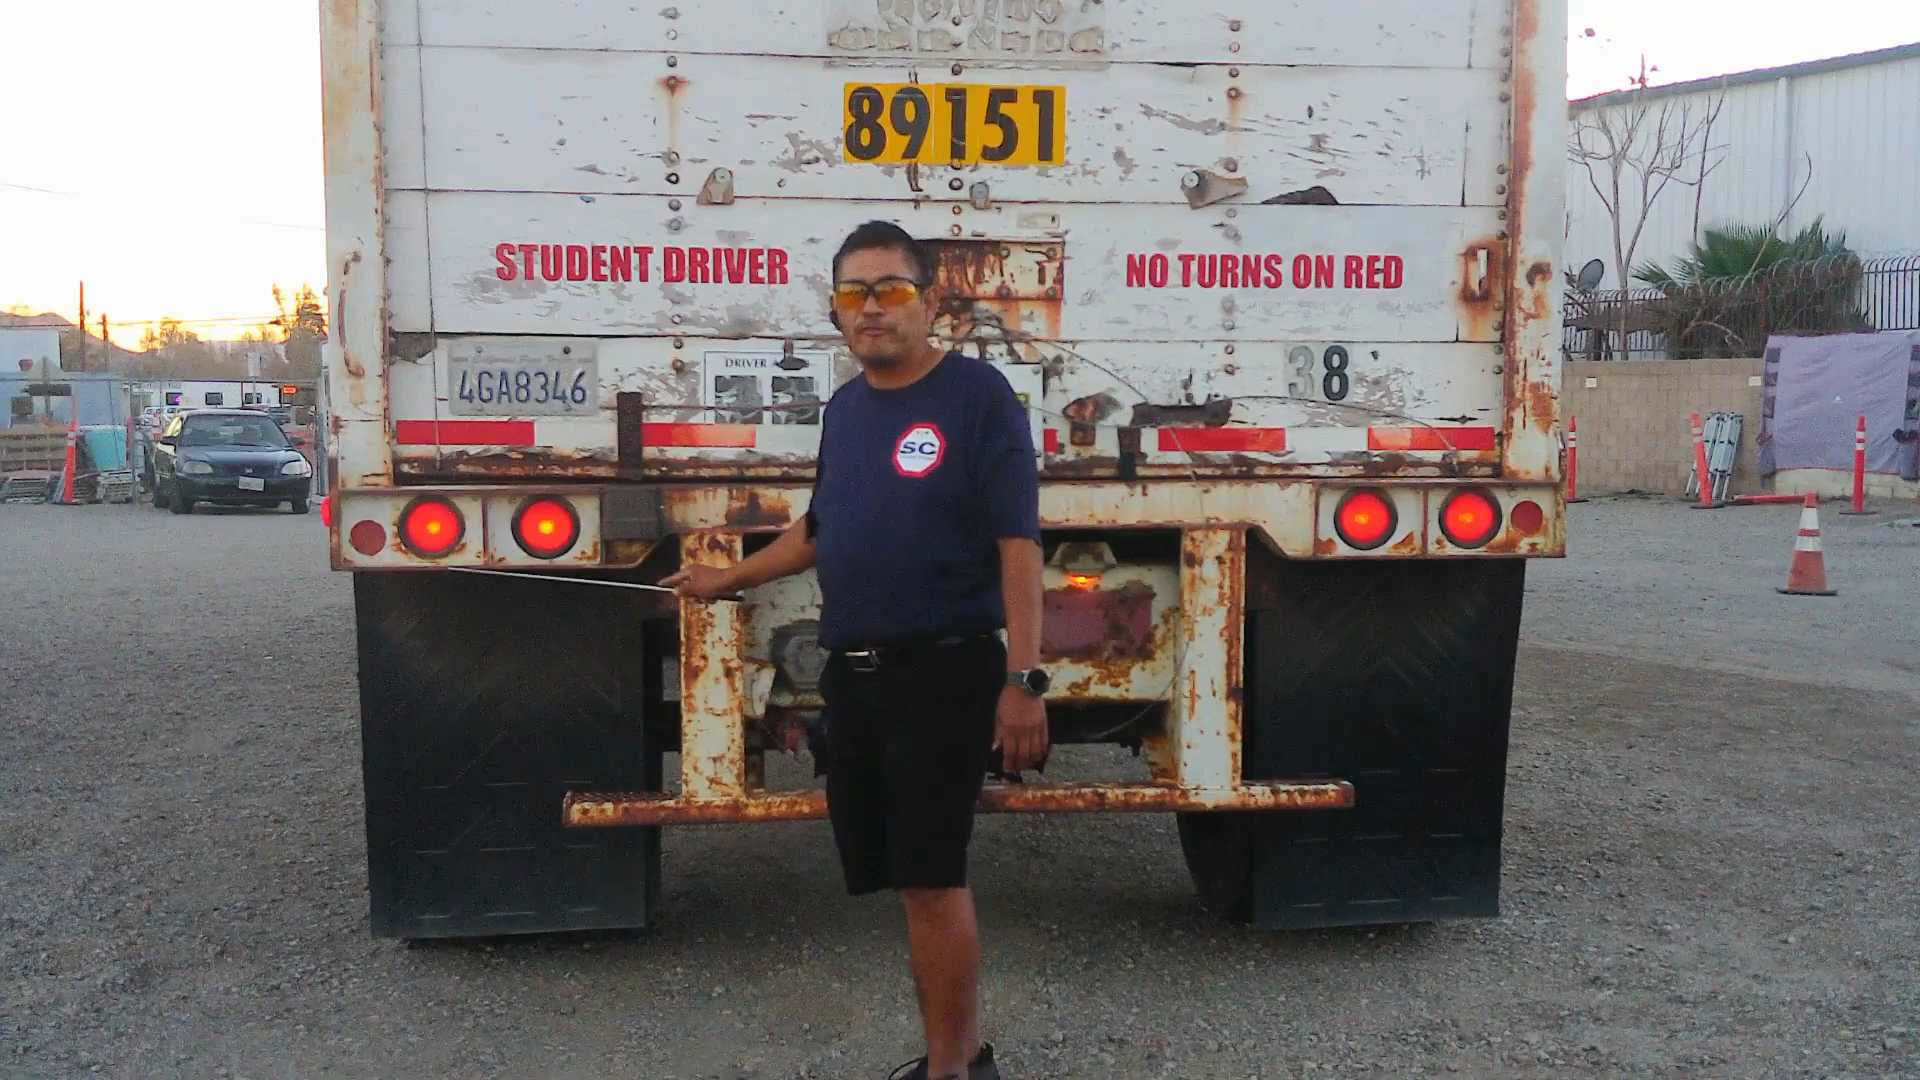 89151
STUDENT DRIVER
NO TURNS ON RED
4GA8346
DRIVER
38
SC